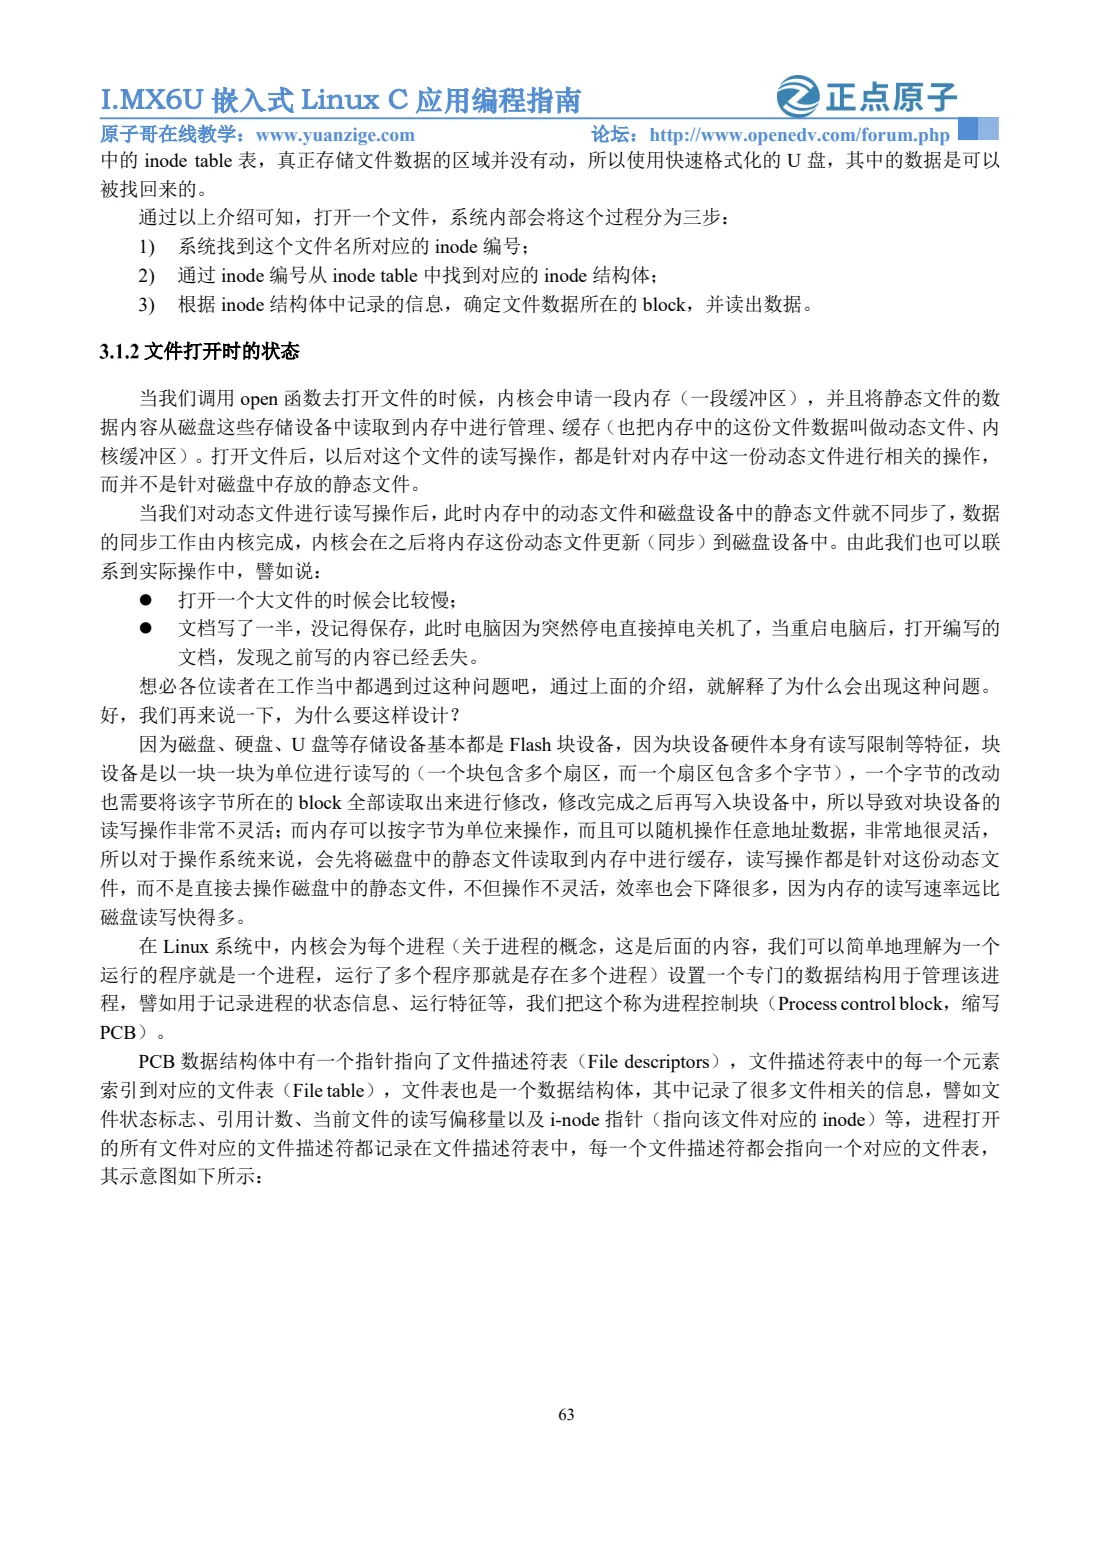 I.MX6U 嵌入式 Linux C 应用编程指南
正点原子
原子哥在线教学：www.yuanzige.com 论坛：http://www.openedv.com/forum.php
中的 inode table 表，真正存储文件数据的区域并没有动，所以使用快速格式化的 U 盘，其中的数据是可以
被找回来的。
通过以上介绍可知，打开一个文件，系统内部会将这个过程分为三步：
1) 系统找到这个文件名所对应的 inode 编号；
2) 通过 inode 编号从 inode table 中找到对应的 inode 结构体；
3) 根据 inode 结构体中记录的信息，确定文件数据所在的 block，并读出数据。
3.1.2 文件打开时的状态
当我们调用 open 函数去打开文件的时候，内核会申请一段内存（一段缓冲区），并且将静态文件的数
据内容从磁盘这些存储设备中读取到内存中进行管理、缓存（也把内存中的这份文件数据叫做动态文件、内
核缓冲区）。打开文件后，以后对这个文件的读写操作，都是针对内存中这一份动态文件进行相关的操作，
而并不是针对磁盘中存放的静态文件。
当我们对动态文件进行读写操作后，此时内存中的动态文件和磁盘设备中的静态文件就不同步了，数据
的同步工作由内核完成，内核会在之后将内存这份动态文件更新（同步）到磁盘设备中。由此我们也可以联
系到实际操作中，譬如说：
● 打开一个大文件的时候会比较慢；
● 文档写了一半，没记得保存，此时电脑因为突然停电直接掉电关机了，当重启电脑后，打开编写的
文档，发现之前写的内容已经丢失。
想必各位读者在工作当中都遇到过这种问题吧，通过上面的介绍，就解释了为什么会出现这种问题。
好，我们再来说一下，为什么要这样设计？
因为磁盘、硬盘、U 盘等存储设备基本都是 Flash 块设备，因为块设备硬件本身有读写限制等特征，块
设备是以一块一块为单位进行读写的（一个块包含多个扇区，而一个扇区包含多个字节），一个字节的改动
也需要将该字节所在的 block 全部读取出来进行修改，修改完成之后再写入块设备中，所以导致对块设备的
读写操作非常不灵活；而内存可以按字节为单位来操作，而且可以随机操作任意地址数据，非常地很灵活，
所以对于操作系统来说，会先将磁盘中的静态文件读取到内存中进行缓存，读写操作都是针对这份动态文
件，而不是直接去操作磁盘中的静态文件，不但操作不灵活，效率也会下降很多，因为内存的读写速率远比
磁盘读写快得多。
在 Linux 系统中，内核会为每个进程（关于进程的概念，这是后面的内容，我们可以简单地理解为一个
运行的程序就是一个进程，运行了多个程序那就是存在多个进程）设置一个专门的数据结构用于管理该进
程，譬如用于记录进程的状态信息、运行特征等，我们把这个称为进程控制块（Process control block，缩写
PCB）。
PCB 数据结构体中有一个指针指向了文件描述符表（File descriptors），文件描述符表中的每一个元素
索引到对应的文件表（File table），文件表也是一个数据结构体，其中记录了很多文件相关的信息，譬如文
件状态标志、引用计数、当前文件的读写偏移量以及 i-node 指针（指向该文件对应的 inode）等，进程打开
的所有文件对应的文件描述符都记录在文件描述符表中，每一个文件描述符都会指向一个对应的文件表，
其示意图如下所示：
63